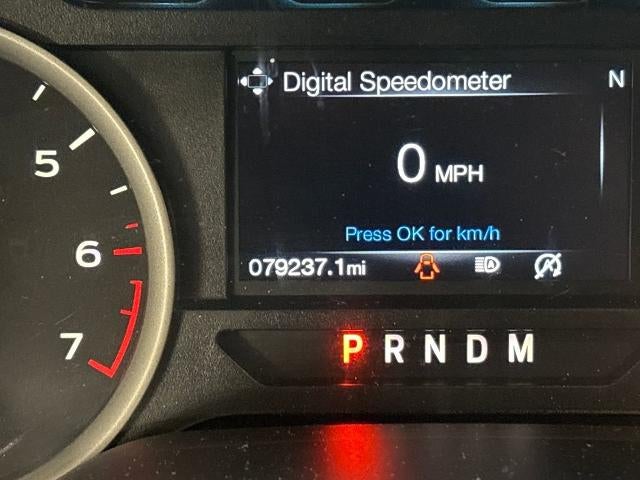 Digital Speedometer N
5
0 MPH
6
Press OK for km/h
079237.1mi A A
7
P R N D M